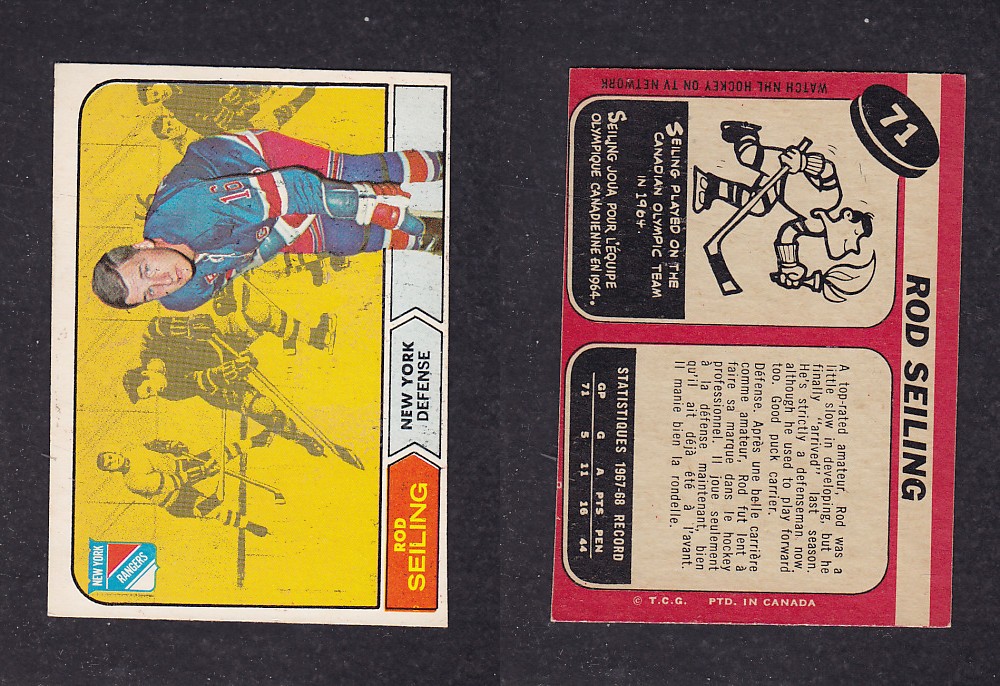 16
NEW YORK
DEFENSE
ROD
SEILING
NEW YORK
RANGERS
71
WATCH NHL HOCKEY ON TV NETWORK
SEILING PLAYED ON THE
CANADIAN OLYMPIC TEAM
IN 1964.
SEILING JOUA POUR L'ÉQUIPE
OLYMPIQUE CANADIENNE EN 1964.
ROD SEILING
A top-rated amateur, Rod was a
little slow in developing, but he
finally "arrived" last season.
He's strictly a defenseman now,
although he used to play forward
too. Good puck carrier.
Défense. Après une belle carrière
comme amateur, Rod fut lent à
faire sa marque dans le hockey
professionnel. Il joue seulement
à la défense maintenant, bien
qu'il ait déjà été à l'avant.
Il manie bien la rondelle.
STATISTIQUES 1967-68 RECORD
GP G A PTS PEN
71 5 11 16 44
© T.C.G. PTD. IN CANADA